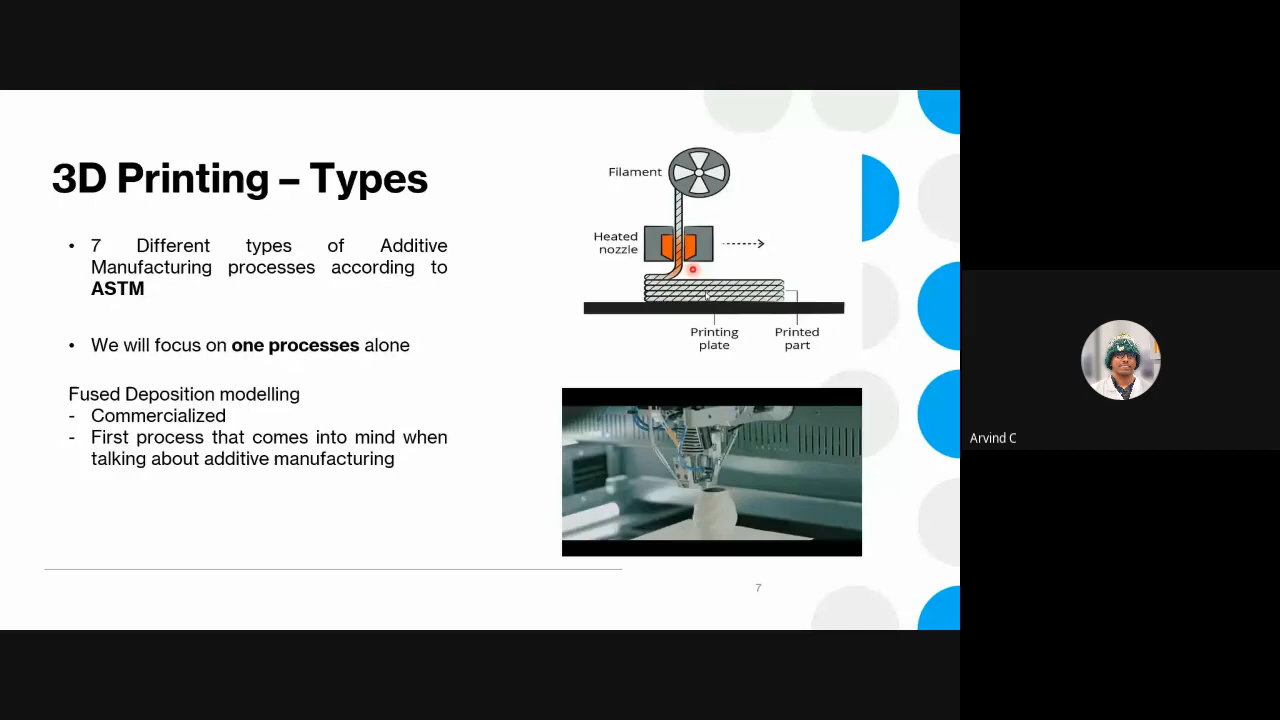 3D Printing – Types
• 7 Different types of Additive
Manufacturing processes according to
ASTM
• We will focus on one processes alone
Fused Deposition modelling
- Commercialized
- First process that comes into mind when
talking about additive manufacturing
Filament
Heated
nozzle
Printing
plate
Printed
part
7
Arvind C